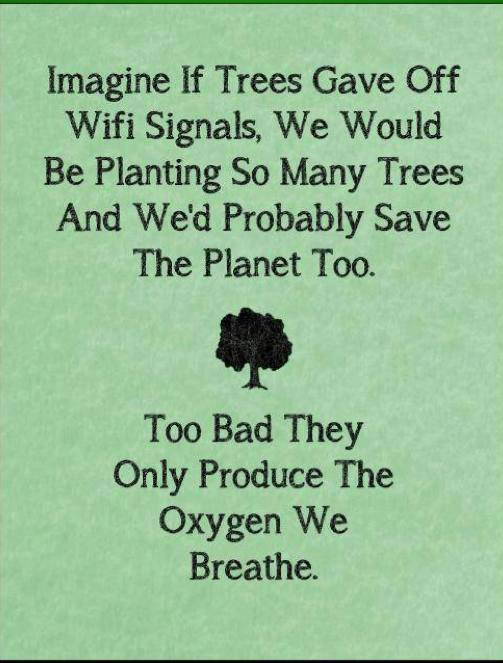 Imagine If Trees Gave Off
Wifi Signals, We Would
Be Planting So Many Trees
And We'd Probably Save
The Planet Too.
Too Bad They
Only Produce The
Oxygen We
Breathe.